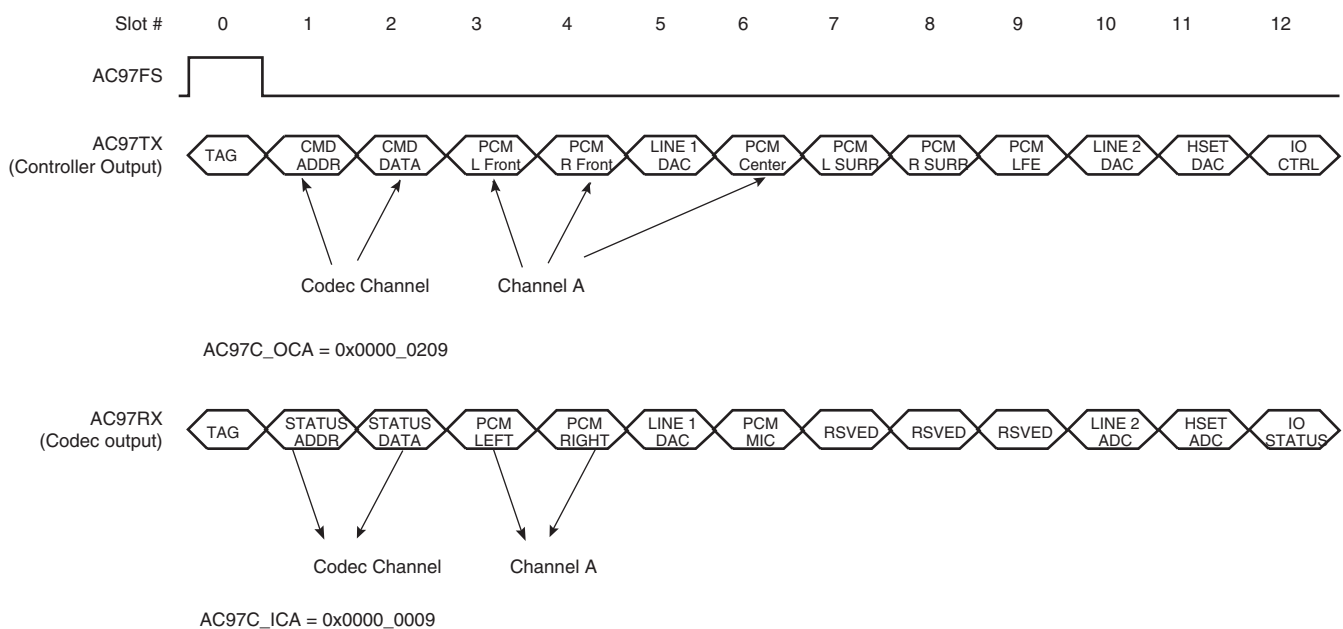 Slot # 0 1 2 3 4 5 6 7 8 9 10 11 12
AC97FS
AC97TX
(Controller Output)
TAG
CMD
ADDR
CMD
DATA
PCM
L Front
PCM
R Front
LINE 1
DAC
PCM
Center
PCM
L SURR
PCM
R SURR
PCM
LFE
LINE 2
DAC
HSET
DAC
IO
CTRL
Codec Channel
Channel A
AC97C_OCA = 0x0000_0209
AC97RX
(Codec output)
TAG
STATUS
ADDR
STATUS
DATA
PCM
LEFT
PCM
RIGHT
LINE 1
DAC
PCM
MIC
RSVED
RSVED
RSVED
LINE 2
ADC
HSET
ADC
IO
STATUS
Codec Channel
Channel A
AC97C_ICA = 0x0000_0009